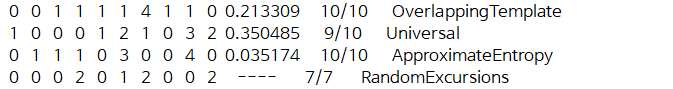 0 0 1 1 1 1 4 1 1 0 0.213309 10/10 OverlappingTemplate
1 0 0 0 1 2 1 0 3 2 0.350485 9/10 Universal
0 1 1 1 0 3 0 0 4 0 0.035174 10/10 ApproximateEntropy
0 0 0 2 0 1 2 0 0 2 ---- 7/7 RandomExcursions